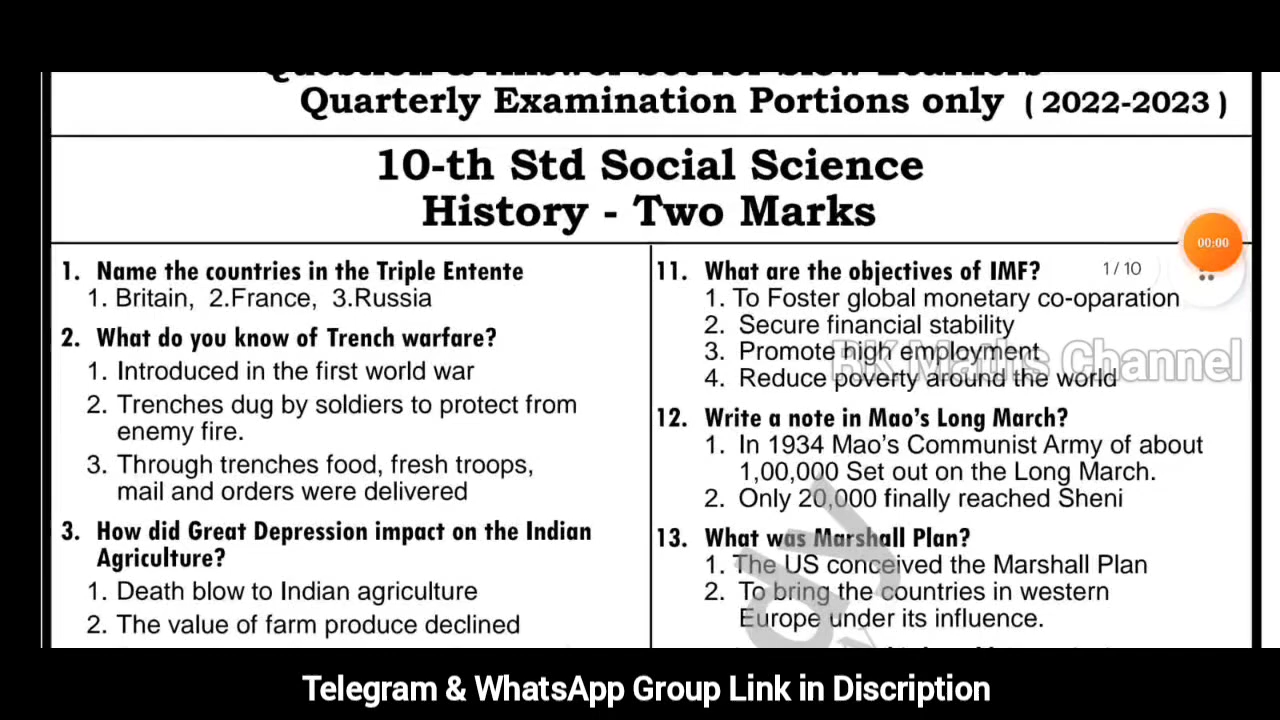 Question & Answer Set for Slow Learners
Quarterly Examination Portions only ( 2022-2023 )
10-th Std Social Science
History - Two Marks
1. Name the countries in the Triple Entente
1. Britain, 2.France, 3.Russia
2. What do you know of Trench warfare?
1. Introduced in the first world war
2. Trenches dug by soldiers to protect from
enemy fire.
3. Through trenches food, fresh troops,
mail and orders were delivered
3. How did Great Depression impact on the Indian
Agriculture?
1. Death blow to Indian agriculture
2. The value of farm produce declined
11. What are the objectives of IMF?
1. To Foster global monetary co-oparation
2. Secure financial stability
3. Promote high employment
4. Reduce poverty around the world
12. Write a note in Mao's Long March?
1. In 1934 Mao's Communist Army of about
1,00,000 Set out on the Long March.
2. Only 20,000 finally reached Sheni
13. What was Marshall Plan?
1. The US conceived the Marshall Plan
2. To bring the countries in western
Europe under its influence.
1 / 10
00:00
RK Maths Channel
dy
Telegram & WhatsApp Group Link in Discription